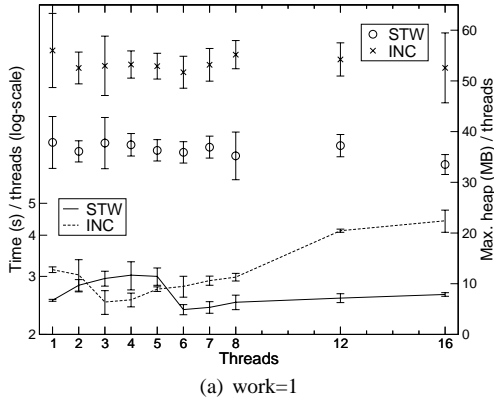 STW
INC
60
50
40
30
20
10
0
Max. heap (MB) / threads
Time (s) / threads (log-scale)
5
4
3
2
STW
INC
1 2 3 4 5 6 7 8 12 16
Threads
(a) work=1